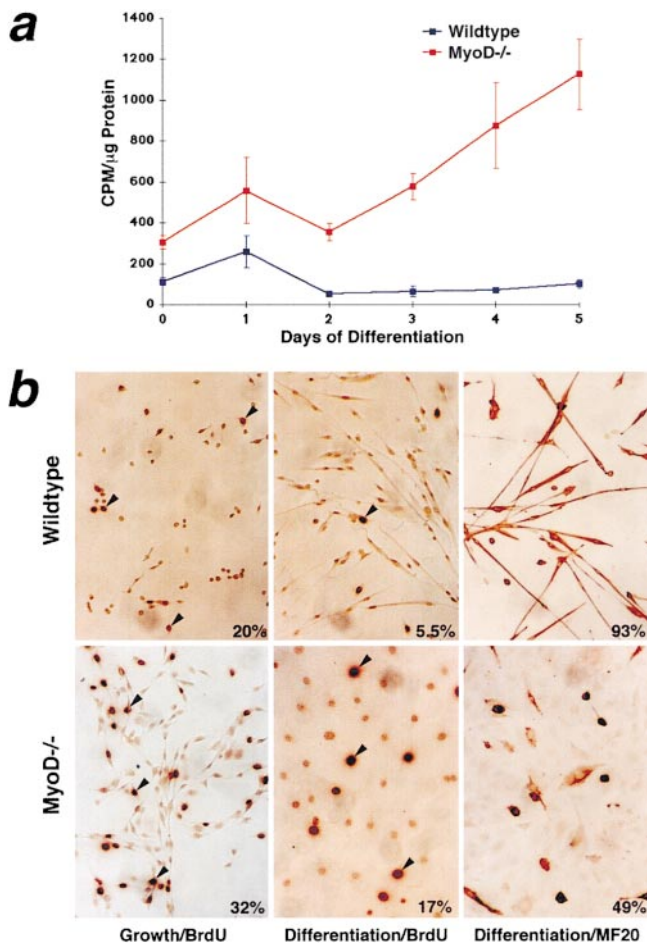 a
1400
1200
1000
800
600
400
200
0
CPM/µg Protein
Wildtype
MyoD-/-
0 1 2 3 4 5
Days of Differentiation
b
Wildtype
20% 5.5% 93%
MyoD-/-
32% 17% 49%
Growth/BrdU Differentiation/BrdU Differentiation/MF20